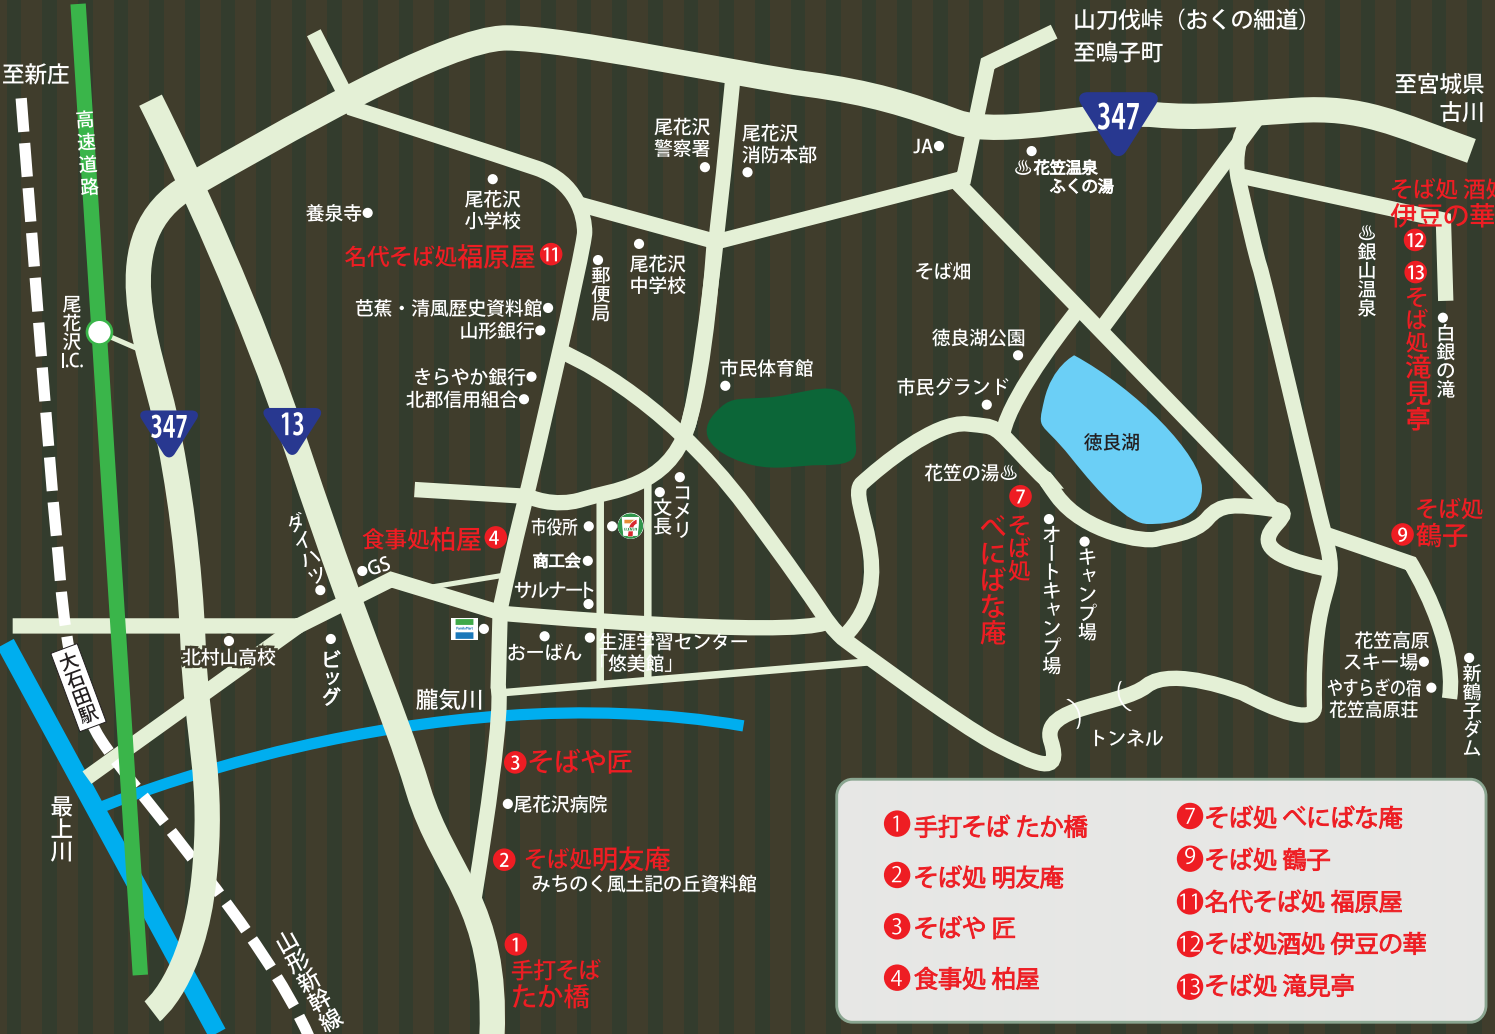 山刀伐峠（おくの細道）
至鳴子町
至宮城県
古川
至新庄
高速道路
347
尾花沢
警察署
尾花沢
消防本部
JA
花笠温泉
ふくの湯
そば処 酒処
伊豆の華
12
13
そば処
滝見亭
銀山温泉
白銀の滝
養泉寺
尾花沢
小学校
名代そば処福原屋
11
郵便局
尾花沢
中学校
そば畑
芭蕉・清風歴史資料館
山形銀行
尾花沢
I.C.
徳良湖公園
市民体育館
市民グランド
きらやか銀行
北郡信用組合
347
13
徳良湖
花笠の湯
7
そば処
べにばな庵
オートキャンプ場
キャンプ場
そば処
9
鶴子
コメリ
文長
市役所
商工会
サルナート
食事処柏屋
4
ダイハツ
GS
FamilyMart
おーばん
生涯学習センター
「悠美館」
北村山高校
ビッグ
大石田駅
朧気川
花笠高原
スキー場
やすらぎの宿
花笠高原荘
新鶴子ダム
トンネル
3
そばや匠
尾花沢病院
最上川
2
そば処明友庵
みちのく風土記の丘資料館
1
手打そば
たか橋
山形新幹線
1 手打そば たか橋
2 そば処 明友庵
3 そばや 匠
4 食事処 柏屋
7 そば処 べにばな庵
9 そば処 鶴子
11 名代そば処 福原屋
12 そば処酒処 伊豆の華
13 そば処 滝見亭